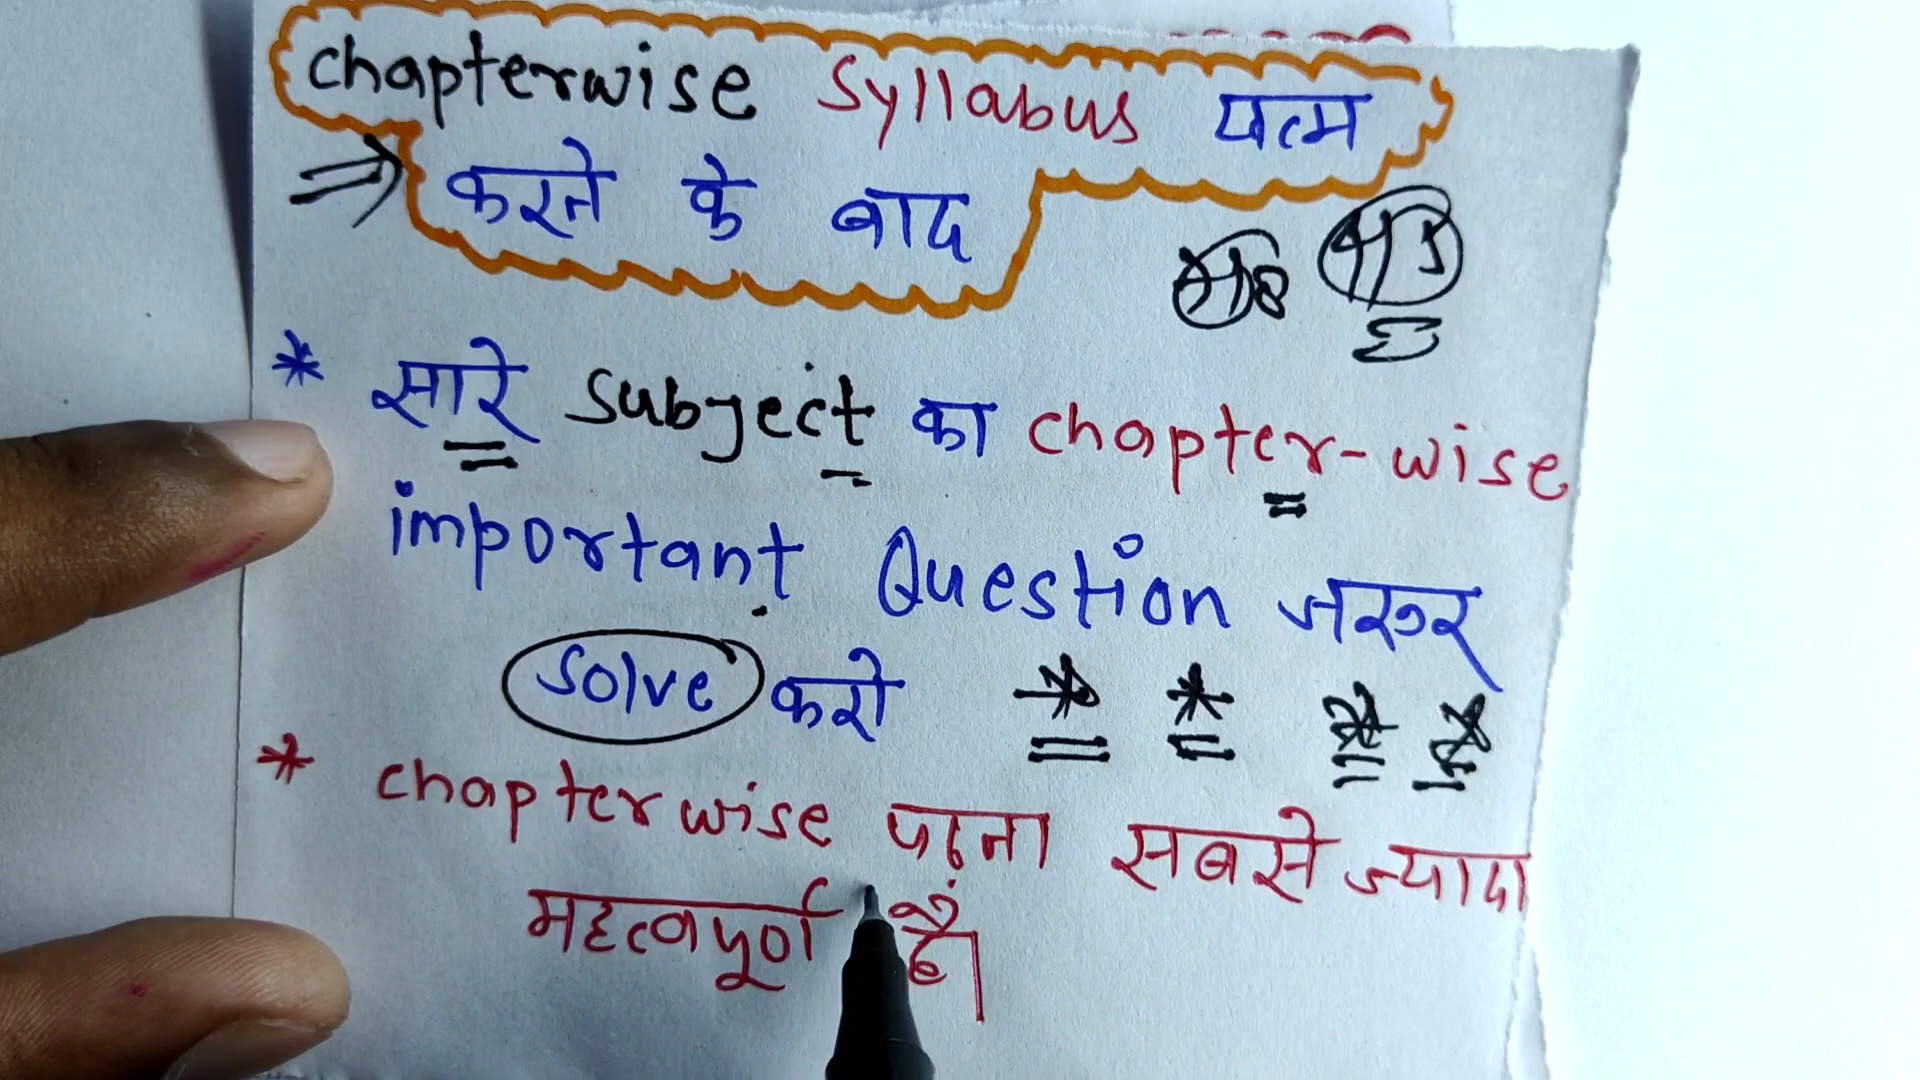 chapterwise Syllabus खत्म
करने के बाद
* सारे subject का chapter-wise
important Question जरुर
solve करो
* chapterwise पढ़ना सबसे ज्यादा
महत्वपूर्ण है।